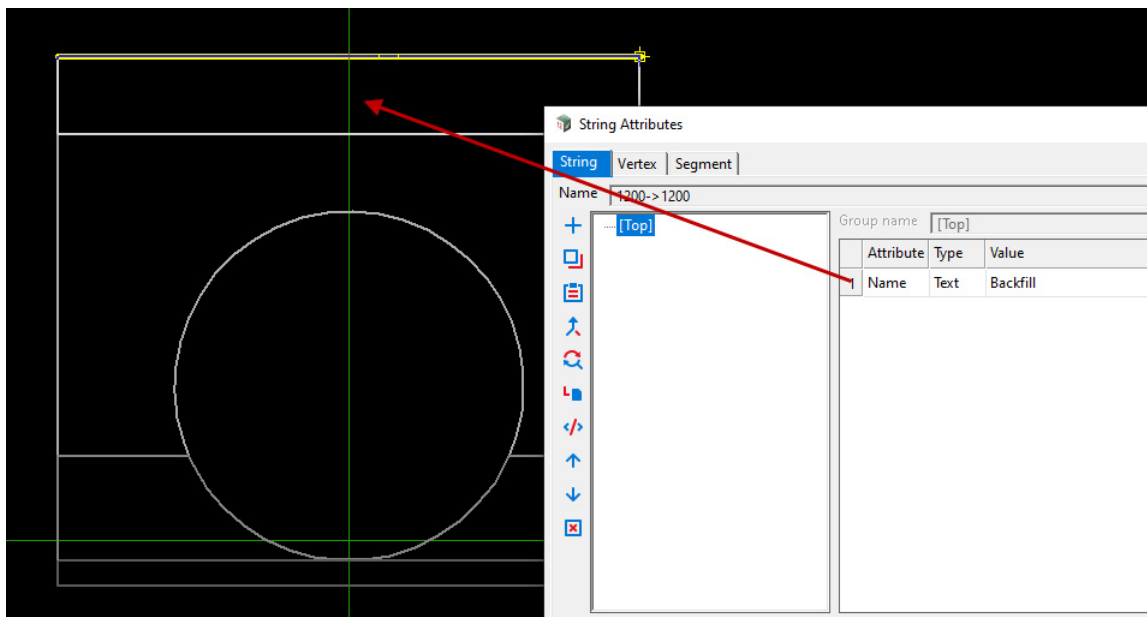 String Attributes
String Vertex Segment
Name 1200->1200
[Top]
Group name [Top]
Attribute Type Value
1 Name Text Backfill